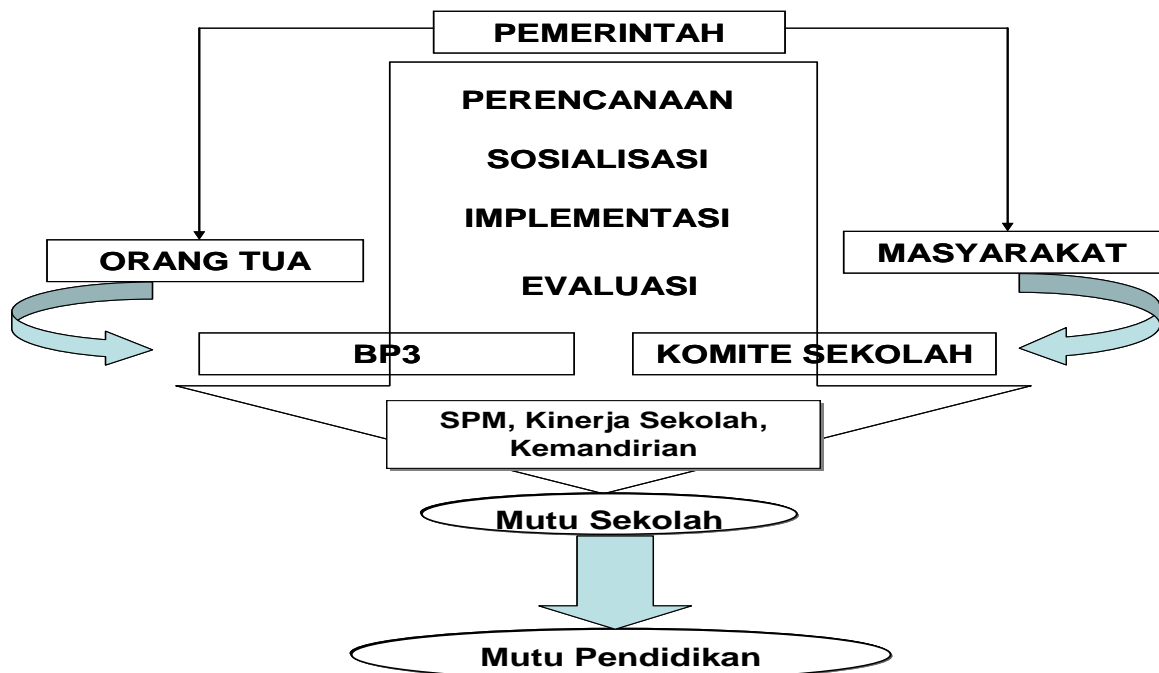 PEMERINTAH
PERENCANAAN
SOSIALISASI
IMPLEMENTASI
ORANG TUA
MASYARAKAT
EVALUASI
BP3
KOMITE SEKOLAH
SPM, Kinerja Sekolah,
Kemandirian
Mutu Sekolah
Mutu Pendidikan